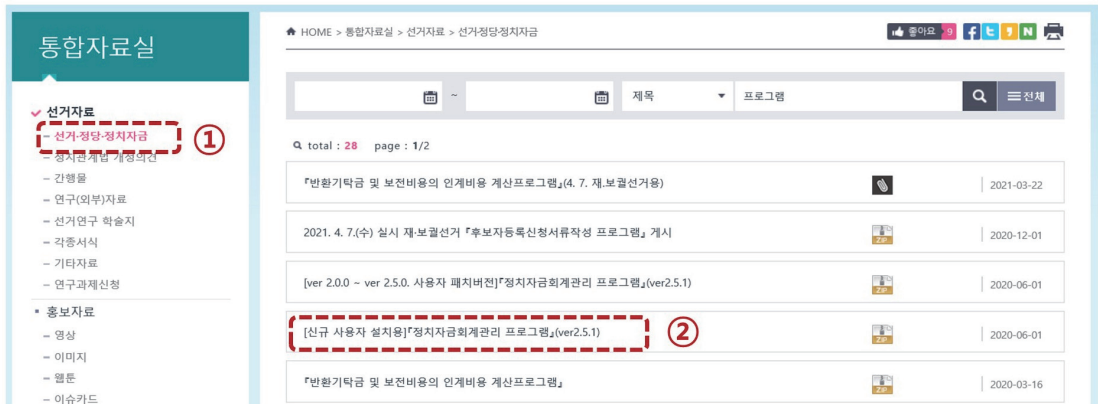 통합자료실
선거자료
- 선거·정당·정치자금
①
- 정치관계법 개정의견
- 간행물
- 연구(외부)자료
- 선거연구 학술지
- 각종서식
- 기타자료
- 연구과제신청
홍보자료
- 영상
- 이미지
- 웹툰
- 이슈카드
HOME > 통합자료실 > 선거자료 > 선거·정당·정치자금
좋아요 9
~ 제목 프로그램 전체
total : 28 page : 1/2
『반환기탁금 및 보전비용의 인계비용 계산프로그램』(4. 7. 재.보궐선거용) 2021-03-22
2021. 4. 7.(수) 실시 재·보궐선거 『후보자등록신청서류작성 프로그램』 게시 ZIP 2020-12-01
[ver 2.0.0 ~ ver 2.5.0. 사용자 패치버전]『정치자금회계관리 프로그램』(ver2.5.1) ZIP 2020-06-01
[신규 사용자 설치용]『정치자금회계관리 프로그램』(ver2.5.1) ② ZIP 2020-06-01
『반환기탁금 및 보전비용의 인계비용 계산프로그램』 ZIP 2020-03-16